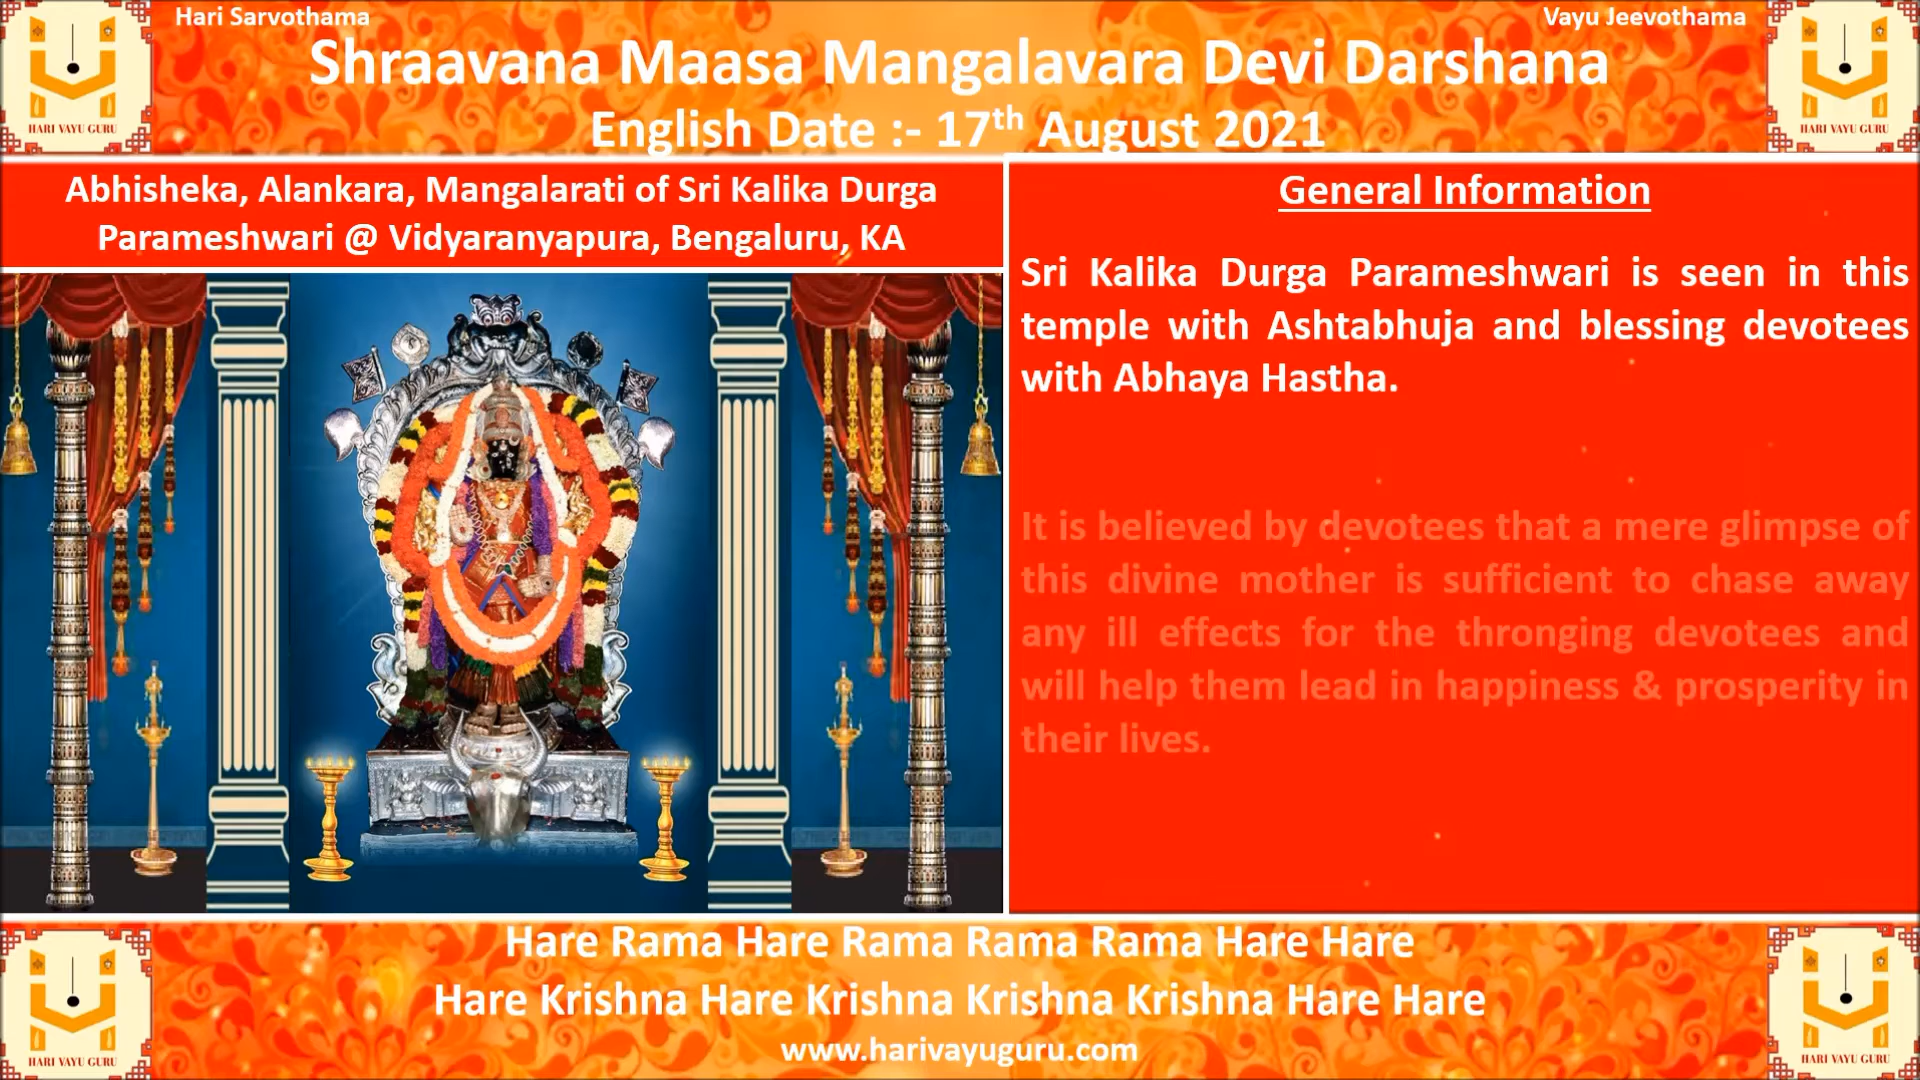 Hari Sarvothama
Vayu Jeevothama
Shraavana Maasa Mangalavara Devi Darshana
English Date :- 17th August 2021
HARI VAYU GURU
HARI VAYU GURU
Abhisheka, Alankara, Mangalarati of Sri Kalika Durga
Parameshwari @ Vidyaranyapura, Bengaluru, KA
General Information
Sri Kalika Durga Parameshwari is seen in this
temple with Ashtabhuja and blessing devotees
with Abhaya Hastha.
It is believed by devotees that a mere glimpse of
this divine mother is sufficient to chase away
any ill effects for the thronging devotees and
will help them lead in happiness & prosperity in
their lives.
Hare Rama Hare Rama Rama Rama Hare Hare
Hare Krishna Hare Krishna Krishna Krishna Hare Hare
www.harivayuguru.com
HARI VAYU GURU
HARI VAYU GURU